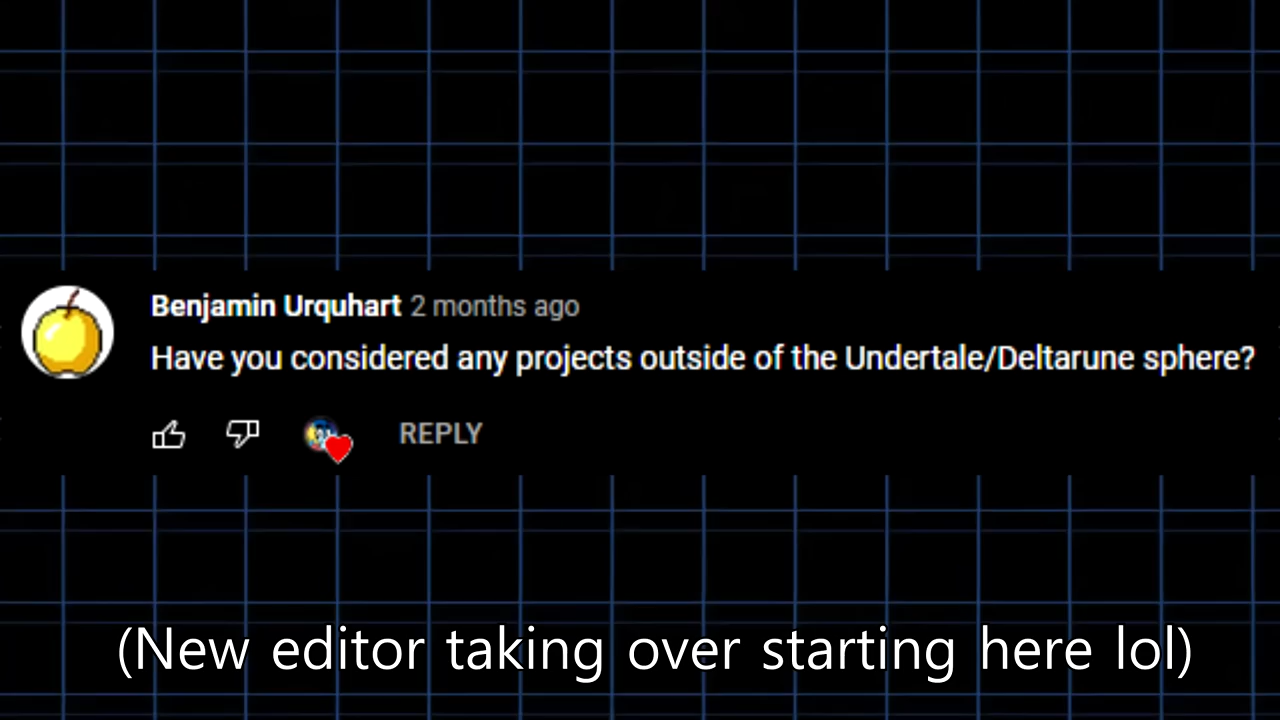 Benjamin Urquhart 2 months ago
Have you considered any projects outside of the Undertale/Deltarune sphere?
REPLY
(New editor taking over starting here lol)